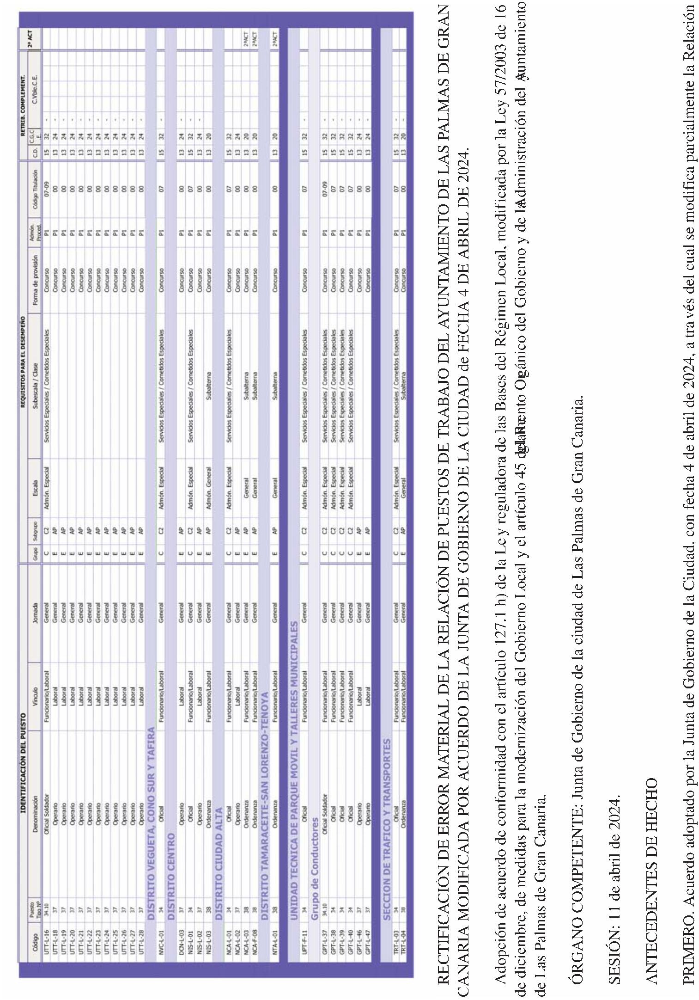 IDENTIFICACIÓN DEL PUESTO REQUISITOS PARA EL DESEMPEÑO RETRIB. COMPLEMENT. 2ª ACT
Código Puesto Tipo Nº Denominación Vínculo Jornada Grupo Subgrupo Escala Subescala / Clase Forma de provisión Admón. Proced. Código Titulación C.D. C.G.C.E. C.Vble.C.E.
UTT-L-16 34.10 Oficial Soldador Funcionario/Laboral General C C2 Admón. Especial Servicios Especiales / Cometidos Especiales Concurso P1 07-09 15 32 -
UTT-L-18 37 Operario Laboral General E AP Concurso P1 00 13 24 -
UTT-L-19 37 Operario Laboral General E AP Concurso P1 00 13 24 -
UTT-L-20 37 Operario Laboral General E AP Concurso P1 00 13 24 -
UTT-L-21 37 Operario Laboral General E AP Concurso P1 00 13 24 -
UTT-L-22 37 Operario Laboral General E AP Concurso P1 00 13 24 -
UTT-L-23 37 Operario Laboral General E AP Concurso P1 00 13 24 -
UTT-L-24 37 Operario Laboral General E AP Concurso P1 00 13 24 -
UTT-L-25 37 Operario Laboral General E AP Concurso P1 00 13 24 -
UTT-L-26 37 Operario Laboral General E AP Concurso P1 00 13 24 -
UTT-L-27 37 Operario Laboral General E AP Concurso P1 00 13 24 -
UTT-L-28 37 Operario Laboral General E AP Concurso P1 00 13 24 -
DISTRITO VEGUETA, CONO SUR Y TAFIRA
NVC-L-01 34 Oficial Funcionario/Laboral General C C2 Admón. Especial Servicios Especiales / Cometidos Especiales Concurso P1 07 15 32 -
DISTRITO CENTRO
DCN-L-03 37 Operario Laboral General E AP Concurso P1 00 13 24 -
NIS-L-01 34 Oficial Funcionario/Laboral General C C2 Admón. Especial Servicios Especiales / Cometidos Especiales Concurso P1 07 15 32 -
NIS-L-02 37 Operario Laboral General E AP Concurso P1 00 13 24 -
NIS-L-03 38 Ordenanza Funcionario/Laboral General E AP Admón. General Subalterna Concurso P1 00 13 20 -
DISTRITO CIUDAD ALTA
NCA-L-01 34 Oficial Funcionario/Laboral General C C2 Admón. Especial Servicios Especiales / Cometidos Especiales Concurso P1 07 15 32 -
NCA-L-02 37 Operario Laboral General E AP Concurso P1 00 13 24 -
NCA-L-03 38 Ordenanza Funcionario/Laboral General E AP General Subalterna Concurso P1 00 13 20 - 2ªACT
NCA-F-08 38 Ordenanza Funcionario/Laboral General E AP General Subalterna Concurso P1 00 13 20 - 2ªACT
DISTRITO TAMARACEITE-SAN LORENZO-TENOYA
NTA-L-01 38 Ordenanza Funcionario/Laboral General E AP General Subalterna Concurso P1 00 13 20 - 2ªACT
UNIDAD TECNICA DE PARQUE MOVIL Y TALLERES MUNICIPALES
UPT-F-11 34 Oficial Funcionario/Laboral General C C2 Admón. Especial Servicios Especiales / Cometidos Especiales Concurso P1 07 15 32 -
Grupo de Conductores
GPT-L-37 34.10 Oficial Soldador Funcionario/Laboral General C C2 Admón. Especial Servicios Especiales / Cometidos Especiales Concurso P1 07-09 15 32 -
GPT-L-38 34 Oficial Funcionario/Laboral General C C2 Admón. Especial Servicios Especiales / Cometidos Especiales Concurso P1 07 15 32 -
GPT-L-39 34 Oficial Funcionario/Laboral General C C2 Admón. Especial Servicios Especiales / Cometidos Especiales Concurso P1 07 15 32 -
GPT-L-40 34 Oficial Funcionario/Laboral General C C2 Admón. Especial Servicios Especiales / Cometidos Especiales Concurso P1 07 15 32 -
GPT-L-46 37 Operario Laboral General E AP Concurso P1 00 13 24 -
GPT-L-47 37 Operario Laboral General E AP Concurso P1 00 13 24 -
SECCION DE TRAFICO Y TRANSPORTES
TRT-L-03 34 Oficial Funcionario/Laboral General C C2 Admón. Especial Servicios Especiales / Cometidos Especiales Concurso P1 07 15 32 -
TRT-L-04 38 Ordenanza Funcionario/Laboral General E AP General Subalterna Concurso P1 00 13 20 -
RECTIFICACIÓN DE ERROR MATERIAL DE LA RELACIÓN DE PUESTOS DE TRABAJO DEL AYUNTAMIENTO DE LAS PALMAS DE GRAN
CANARIA MODIFICADA POR ACUERDO DE LA JUNTA DE GOBIERNO DE LA CIUDAD de FECHA 4 DE ABRIL DE 2024.
Adopción de acuerdo de conformidad con el artículo 127.1 h) de la Ley reguladora de las Bases del Régimen Local, modificada por la Ley 57/2003 de 16
de diciembre, de medidas para la modernización del Gobierno Local y el artículo 45 del Reglamento Orgánico del Gobierno y de la Administración del Ayuntamiento
de Las Palmas de Gran Canaria.
ÓRGANO COMPETENTE: Junta de Gobierno de la ciudad de Las Palmas de Gran Canaria.
SESIÓN: 11 de abril de 2024.
ANTECEDENTES DE HECHO
PRIMERO. Acuerdo adoptado por la Junta de Gobierno de la Ciudad, con fecha 4 de abril de 2024, a través del cual se modifica parcialmente la Relación